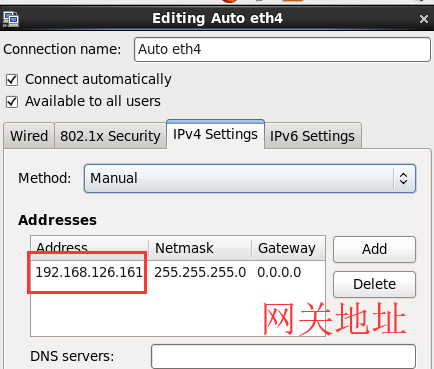 Editing Auto eth4
Connection name: Auto eth4
Connect automatically
Available to all users
Wired 802.1x Security IPv4 Settings IPv6 Settings
Method: Manual
Addresses
Address Netmask Gateway
Add
192.168.126.161 255.255.255.0 0.0.0.0
Delete
网关地址
DNS servers: